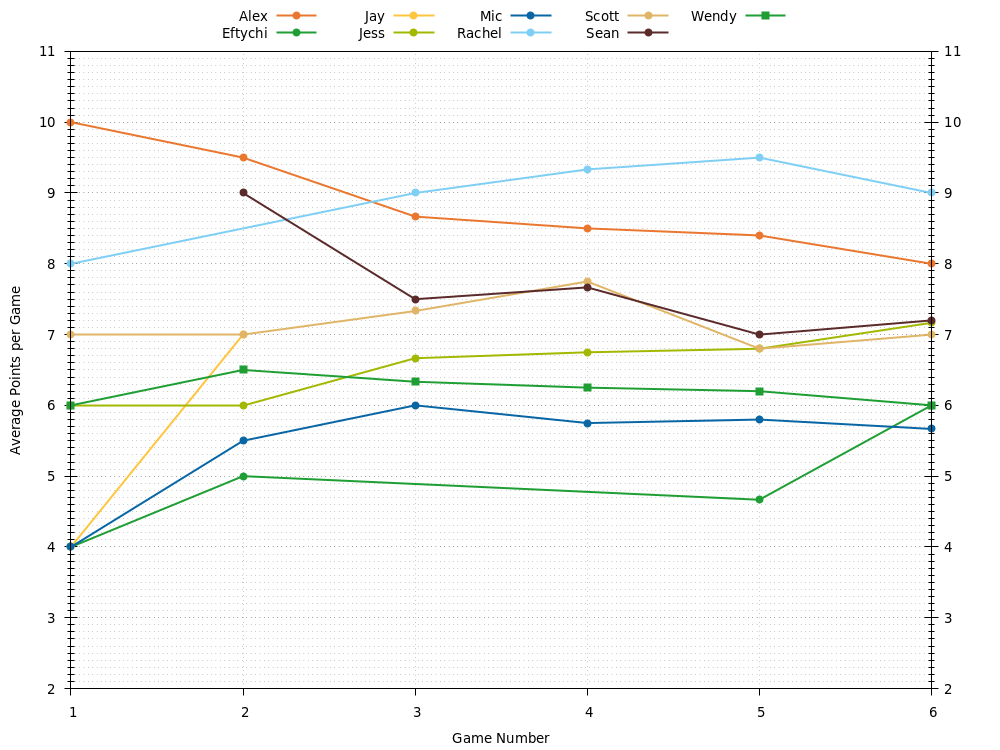 Alex Jay Mic Scott Wendy
Eftychi Jess Rachel Sean
11 11
10 10
9 9
8 8
7 7
6 6
5 5
4 4
3 3
2 2
Average Points per Game
1 2 3 4 5 6
Game Number